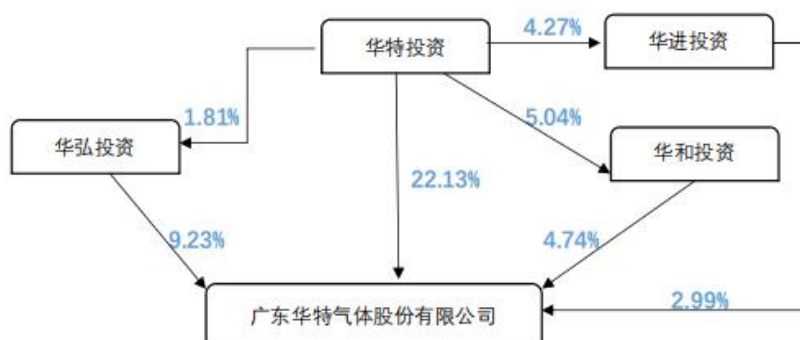 4.27%
华特投资
华进投资
1.81%
5.04%
华弘投资
华和投资
22.13%
9.23%
4.74%
2.99%
广东华特气体股份有限公司